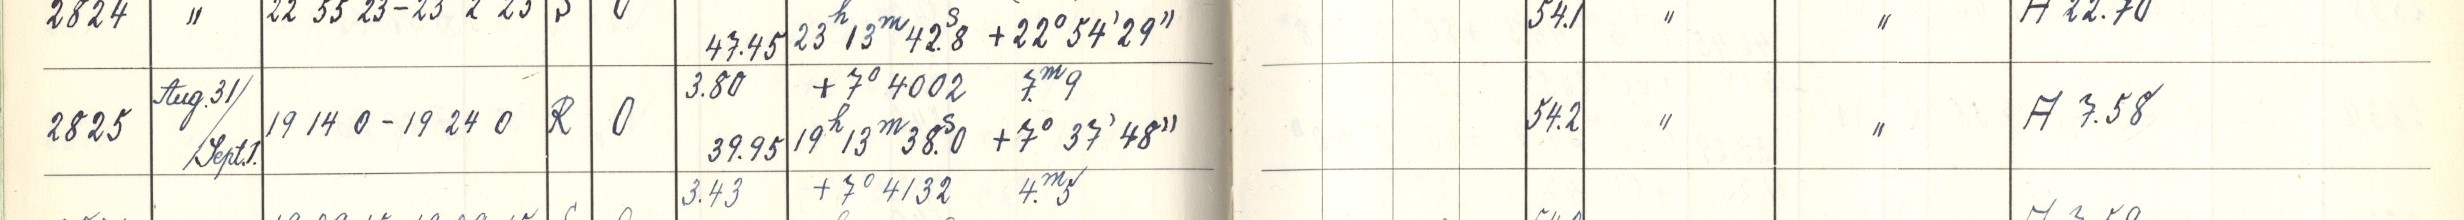 2824 " 22 55 23 - 23 2 23 S 0 54.1 " " A 22.70
47.45 23h 13m 42.s8 +22° 54' 29"
3.80 +7° 4002 7.m9
2825 Aug. 31/Sept. 1. 19 14 0 - 19 24 0 R 0 54.2 " " A 7.58
39.95 19h 13m 38.s0 +7° 37' 48"
3.43 +7° 4132 4.m5